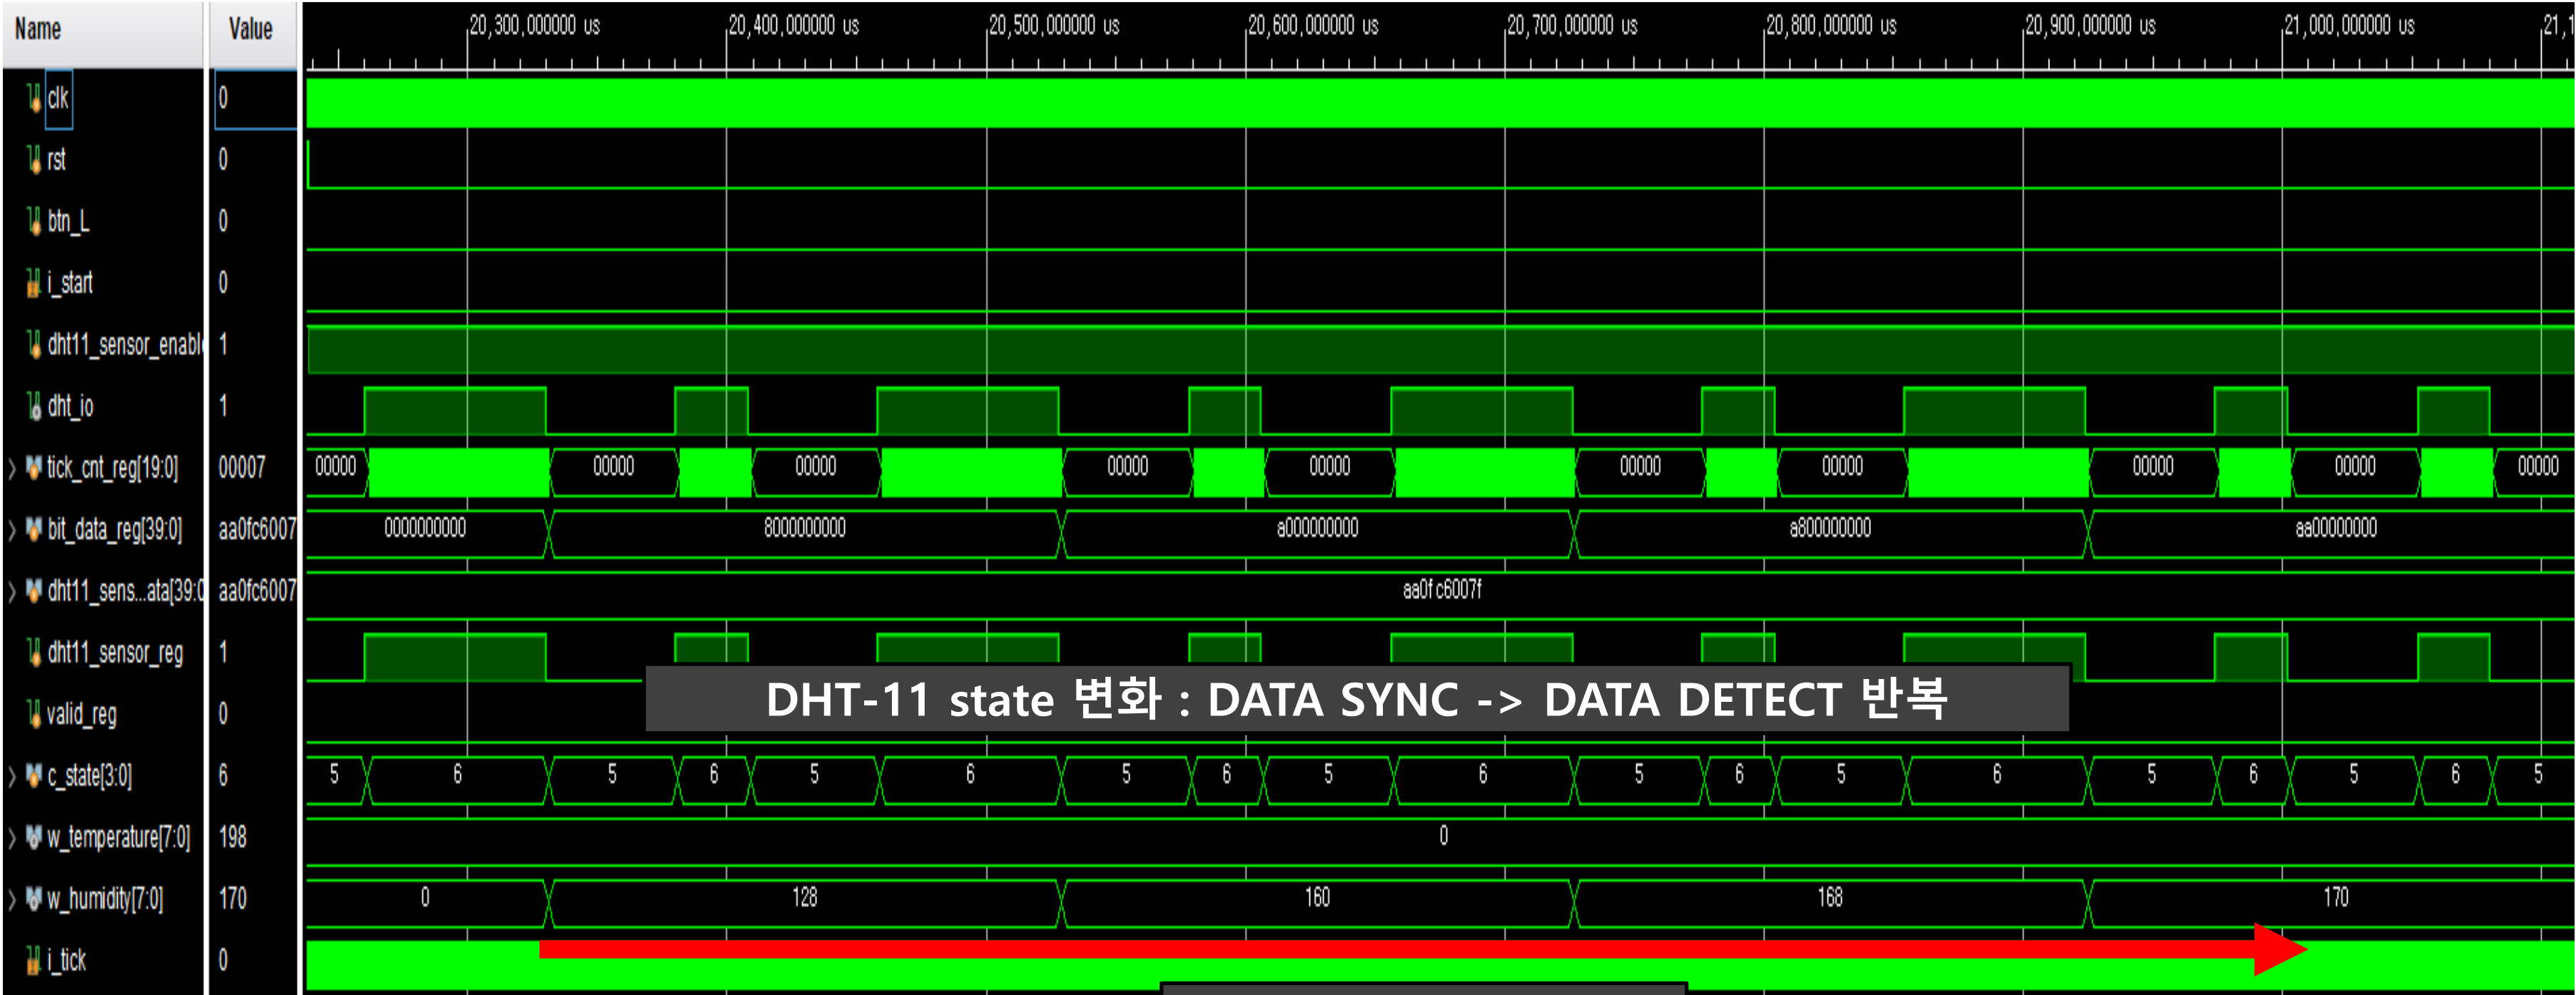 Name Value 20,300,000000 us 20,400,000000 us 20,500,000000 us 20,600,000000 us 20,700,000000 us 20,800,000000 us 20,900,000000 us 21,000,000000 us 21,1
clk 0
rst 0
btn_L 0
i_start 0
dht11_sensor_enabl 1
dht_io 1
tick_cnt_reg[19:0] 00007 00000 00000 00000 00000 00000 00000 00000 00000 00000 00000
bit_data_reg[39:0] aa0fc6007 0000000000 8000000000 a000000000 a800000000 aa00000000
dht11_sens...ata[39:0 aa0fc6007 aa0fc6007f
dht11_sensor_reg 1
DHT-11 state 변화 : DATA SYNC -> DATA DETECT 반복
valid_reg 0
c_state[3:0] 6 5 6 5 6 5 6 5 6 5 6 5 6 5 6 5 6 5 6 5
w_temperature[7:0] 198 0
w_humidity[7:0] 170 0 128 160 168 170
i_tick 0